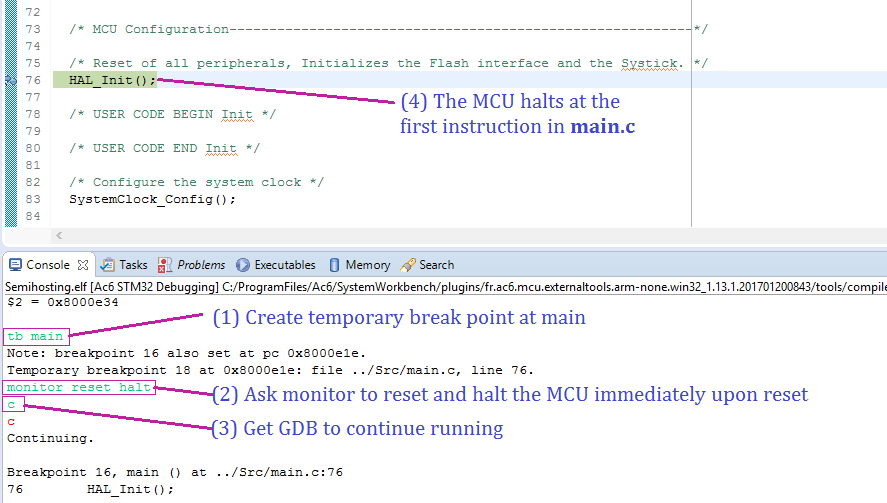 72
73 /* MCU Configuration----------------------------------------------------------*/
74
75 /* Reset of all peripherals, Initializes the Flash interface and the Systick. */
76 HAL_Init();
77
78 /* USER CODE BEGIN Init */
79
80 /* USER CODE END Init */
81
82 /* Configure the system clock */
83 SystemClock_Config();
84
(4) The MCU halts at the
first instruction in main.c
Console Tasks Problems Executables Memory Search
Semihosting.elf [Ac6 STM32 Debugging] C:/ProgramFiles/Ac6/SystemWorkbench/plugins/fr.ac6.mcu.externaltools.arm-none.win32_1.13.1.201701200843/tools/compile
$2 = 0x8000e34
(1) Create temporary break point at main
tb main
Note: breakpoint 16 also set at pc 0x8000e1e.
Temporary breakpoint 18 at 0x8000e1e: file ../Src/main.c, line 76.
monitor reset halt
(2) Ask monitor to reset and halt the MCU immediately upon reset
c
(3) Get GDB to continue running
c
Continuing.
Breakpoint 16, main () at ../Src/main.c:76
76 HAL_Init();